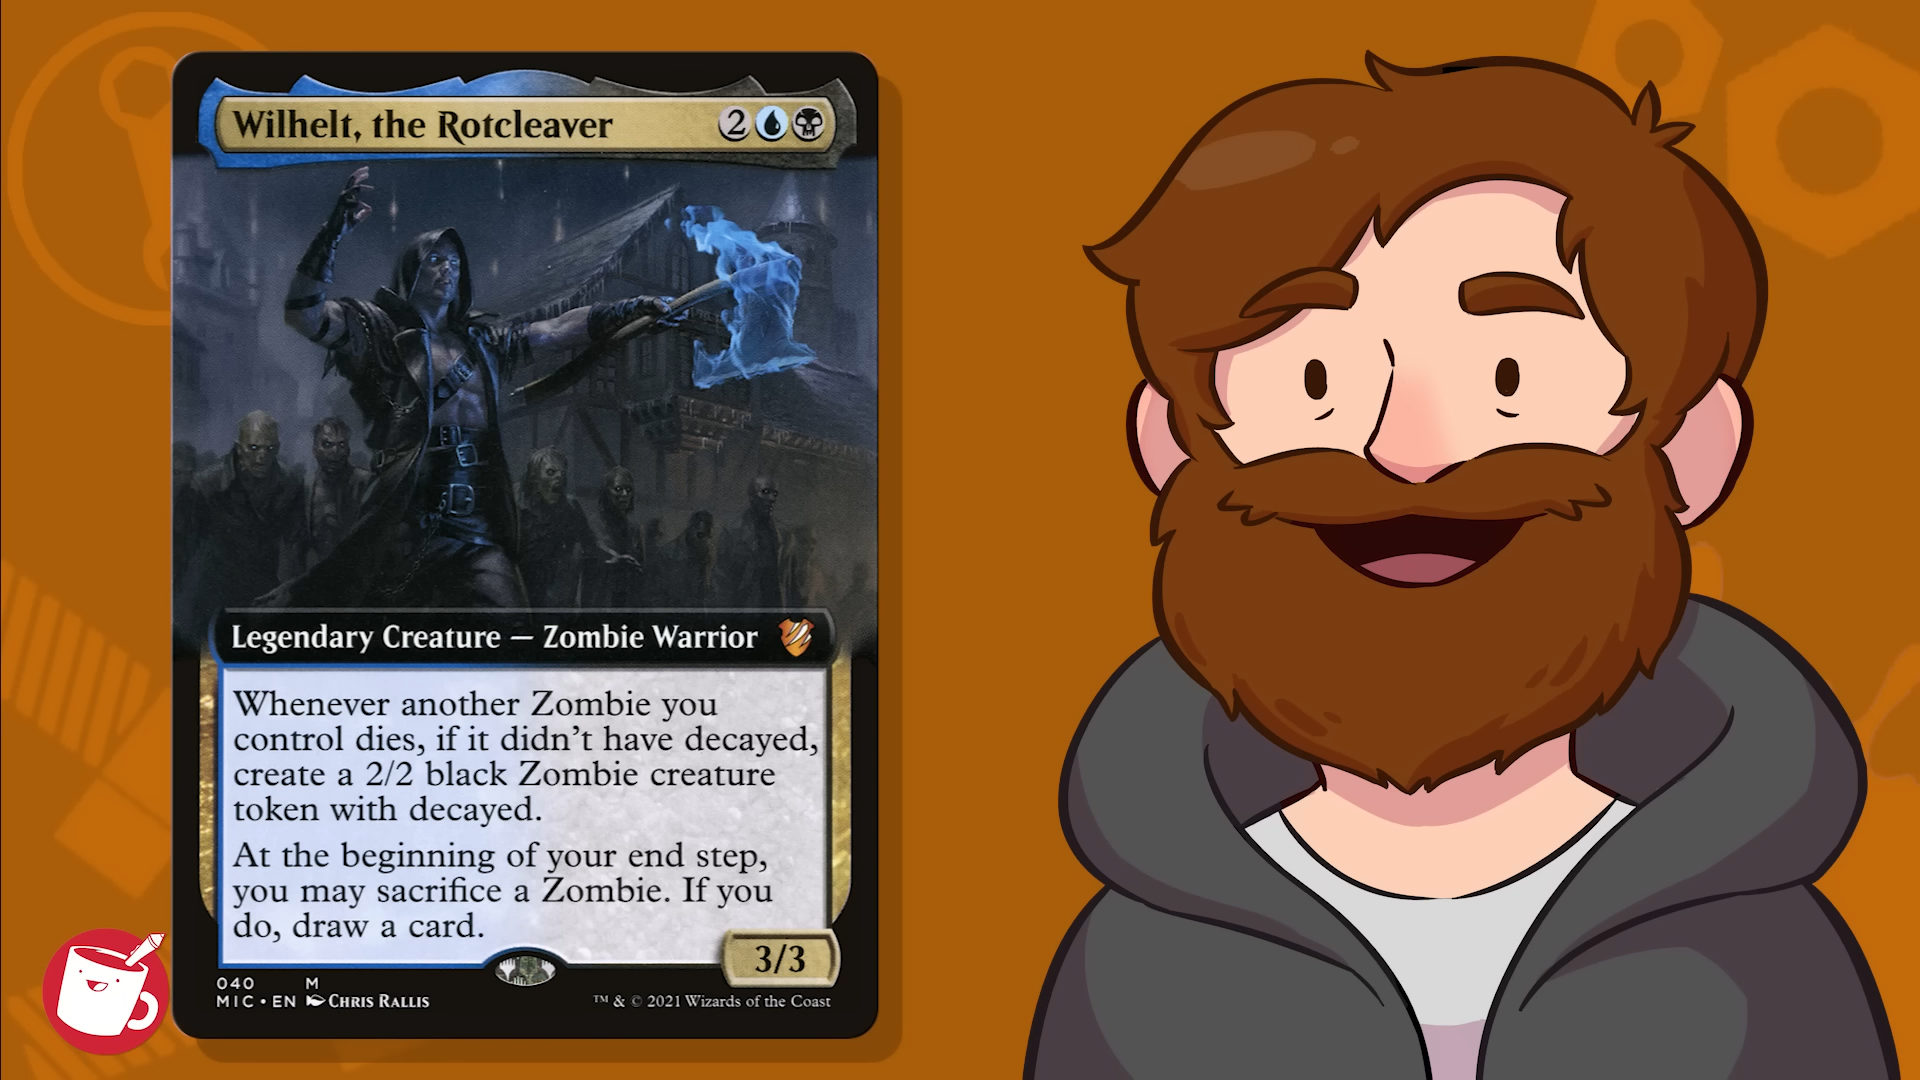 Wilhelt, the Rotcleaver 2
Legendary Creature — Zombie Warrior
Whenever another Zombie you
control dies, if it didn't have decayed,
create a 2/2 black Zombie creature
token with decayed.
At the beginning of your end step,
you may sacrifice a Zombie. If you
do, draw a card.
3/3
040 M
MIC • EN Chris Rallis
™ & © 2021 Wizards of the Coast